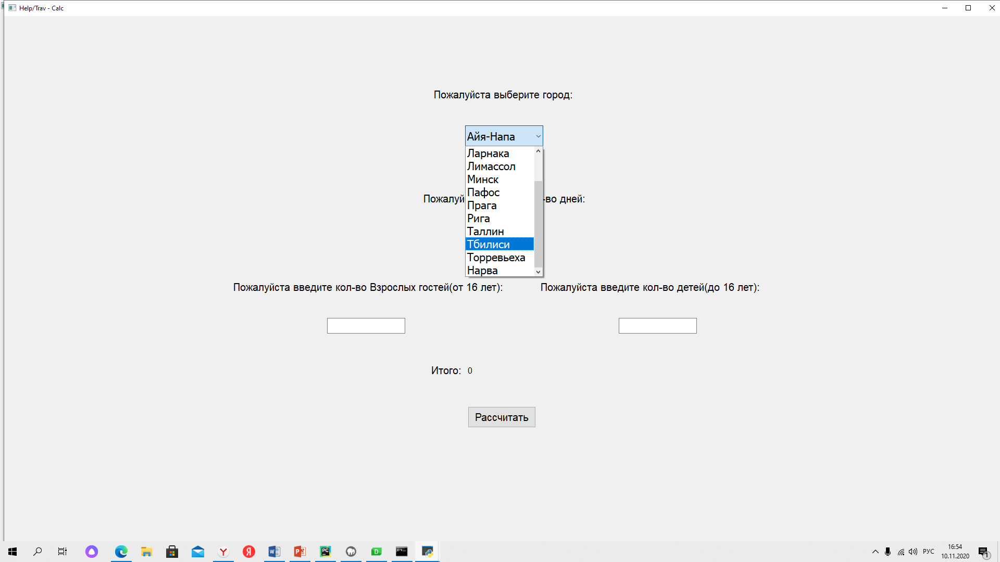 Help/Trav - Calc
Пожалуйста выберите город:
Айя-Напа
Ларнака
Лимассол
Минск
Пафос
Пожалуй -во дней:
Прага
Рига
Таллин
Тбилиси
Торревьеха
Нарва
Пожалуйста введите кол-во Взрослых гостей(от 16 лет): Пожалуйста введите кол-во детей(до 16 лет):
Итого: 0
Рассчитать
РУС 16:54
10.11.2020